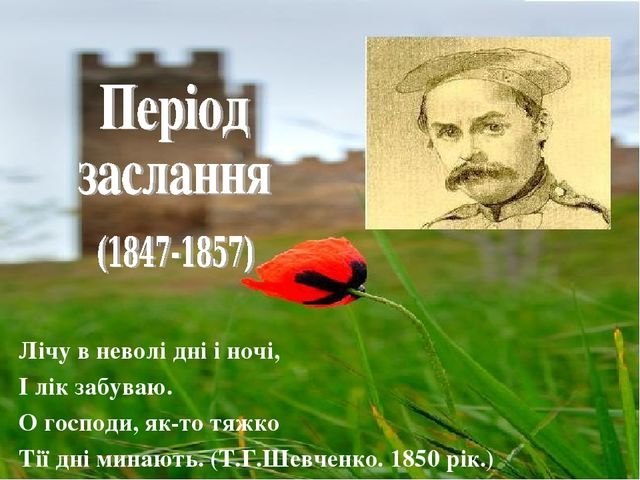 Період
заслання
(1847-1857)
Лічу в неволі дні і ночі,
І лік забуваю.
О господи, як-то тяжко
Тії дні минають. (Т.Г.Шевченко. 1850 рік.)